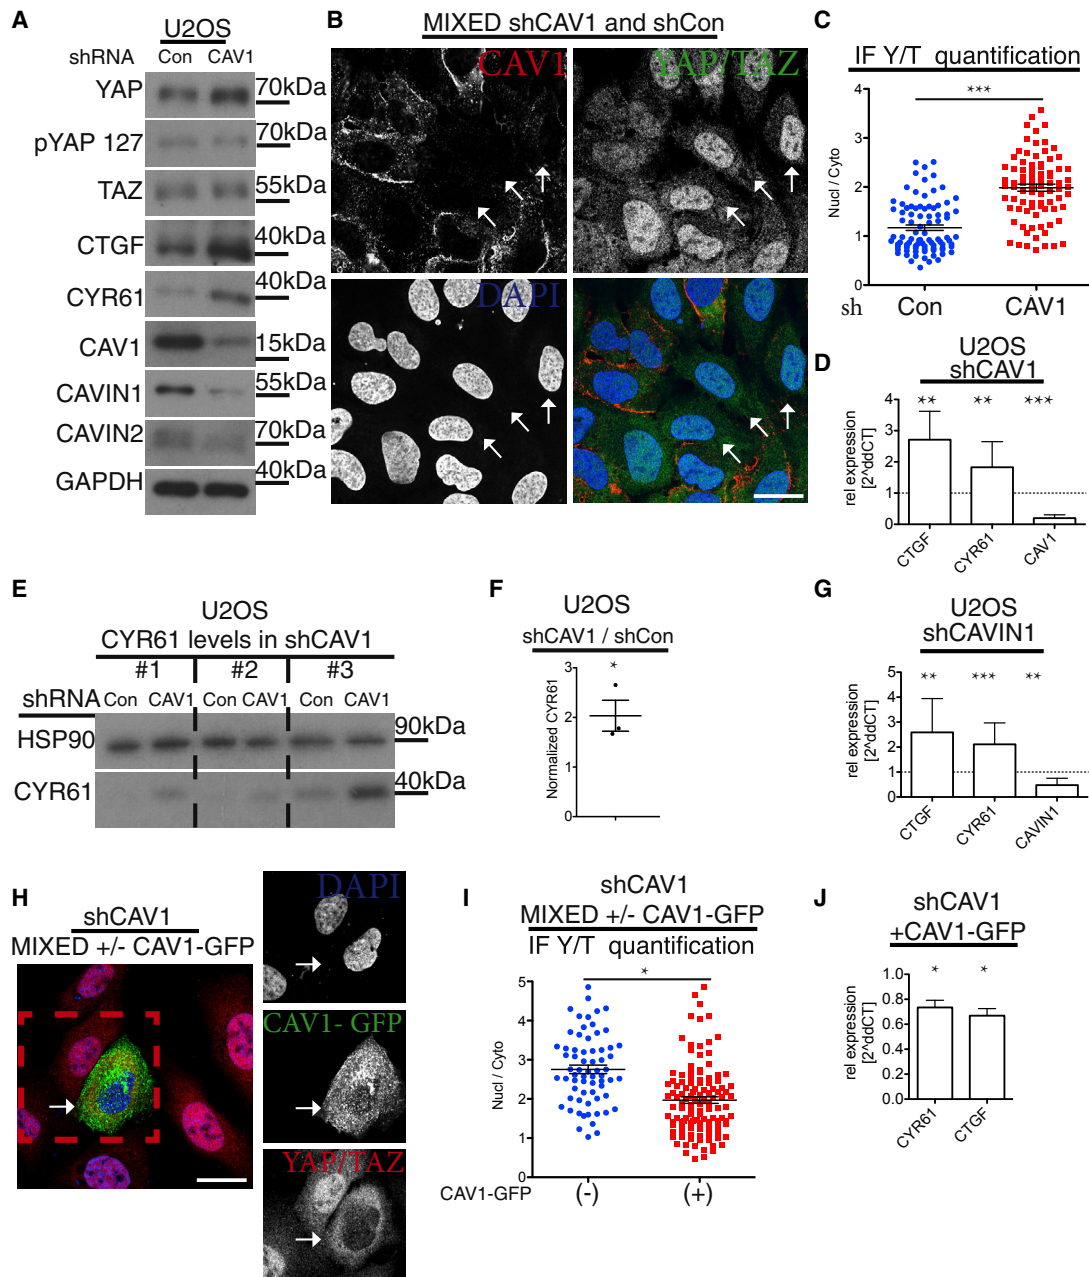 A
U2OS
shRNA Con CAV1
YAP 70kDa
pYAP 127 70kDa
TAZ 55kDa
CTGF 40kDa
CYR61 40kDa
CAV1 15kDa
CAVIN1 55kDa
CAVIN2 70kDa
GAPDH 40kDa
B
MIXED shCAV1 and shCon
CAV1
YAP/TAZ
DAPI
C
IF Y/T quantification
***
Nucl / Cyto
4
3
2
1
0
sh Con CAV1
D
U2OS
shCAV1
** ** ***
rel expression
[2^ddCT]
4
3
2
1
0
CTGF CYR61 CAV1
E
U2OS
CYR61 levels in shCAV1
#1 #2 #3
shRNA Con CAV1 Con CAV1 Con CAV1
HSP90 90kDa
CYR61 40kDa
F
U2OS
shCAV1 / shCon
*
Normalized CYR61
3
2
1
0
G
U2OS
shCAVIN1
** *** **
rel expression
[2^ddCT]
5
4
3
2
1
0
CTGF CYR61 CAVIN1
H
shCAV1
MIXED +/- CAV1-GFP
DAPI
CAV1- GFP
YAP/TAZ
I
shCAV1
MIXED +/- CAV1-GFP
IF Y/T quantification
*
Nucl / Cyto
5
4
3
2
1
0
CAV1-GFP (-) (+)
J
shCAV1
+CAV1-GFP
* *
rel expression
[2^ddCT]
1.0
0.8
0.6
0.4
0.2
0.0
CYR61 CTGF